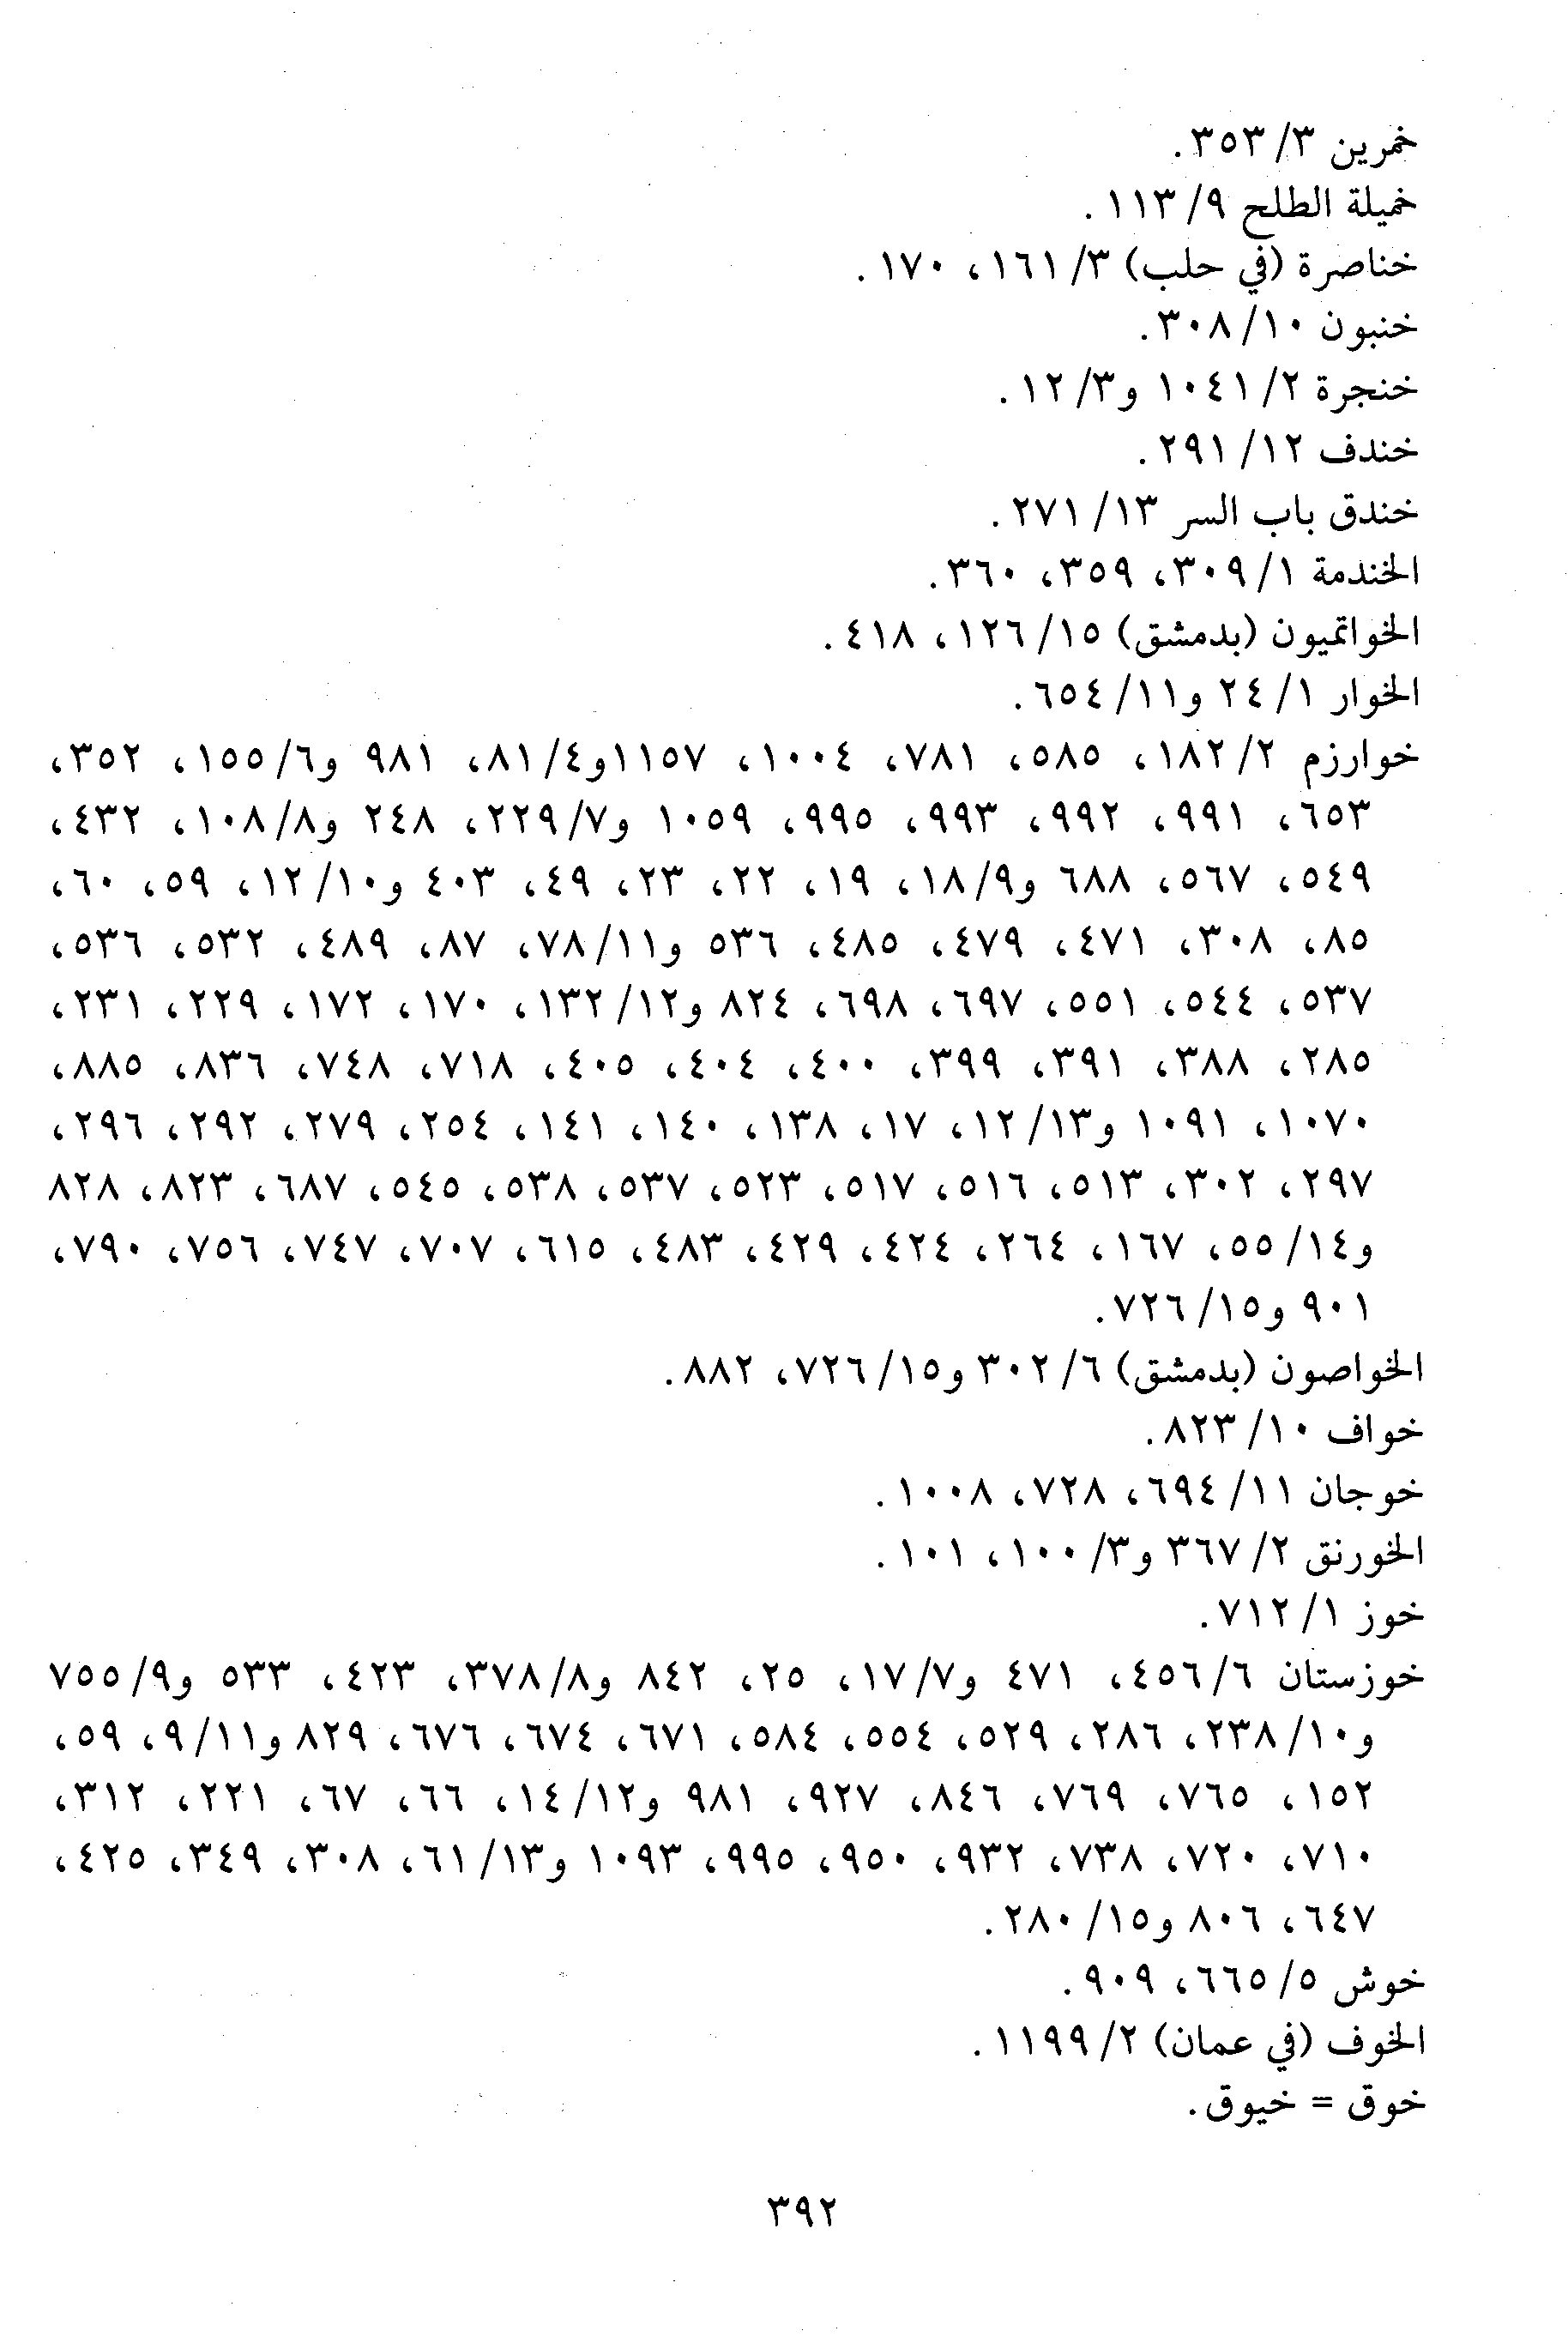 خمرين ٣/ ٣٥٣.
خميلة الطلح ٩/ ١١٣.
خناصرة (في حلب) ٣/ ١٦١، ١٧٠.
خنبون ١٠/ ٣٠٨.
خنجرة ٢/ ١٠٤١ و٣/ ١٢.
خندف ١٢/ ٢٩١.
خندق باب السر ١٣/ ٢٧١.
الخندمة ١/ ٣٠٩، ٣٥٩، ٣٦٠.
الخواتميون (بدمشق) ١٥/ ١٢٦، ٤١٨.
الخوار ١/ ٢٤ و١١/ ٦٥٤.
خوارزم ٢/ ١٨٢، ٥٨٥، ٧٨١، ١٠٠٤، ١١٥٧و٤/ ٨١، ٩٨١ و٦/ ١٥٥، ٣٥٢،
٦٥٣، ٩٩١، ٩٩٢، ٩٩٣، ٩٩٥، ١٠٥٩ و٧/ ٢٢٩، ٢٤٨ و٨/ ١٠٨، ٤٣٢،
٥٤٩، ٥٦٧، ٦٨٨ و٩/ ١٨، ١٩، ٢٢، ٢٣، ٤٩، ٤٠٣ و١٠/ ١٢، ٥٩، ٦٠،
٨٥، ٣٠٨، ٤٧١، ٤٧٩، ٤٨٥، ٥٣٦ و١١/ ٧٨، ٨٧، ٤٨٩، ٥٣٢، ٥٣٦،
٥٣٧، ٥٤٤، ٥٥١، ٦٩٧، ٦٩٨، ٨٢٤ و١٢/ ١٣٢، ١٧٠، ١٧٢، ٢٢٩، ٢٣١،
٢٨٥، ٣٨٨، ٣٩١، ٣٩٩، ٤٠٠، ٤٠٤، ٤٠٥، ٧١٨، ٧٤٨، ٨٣٦، ٨٨٥،
١٠٧٠، ١٠٩١ و١٣/ ١٢، ١٧، ١٣٨، ١٤٠، ١٤١، ٢٥٤، ٢٧٩، ٢٩٢، ٢٩٦،
٢٩٧، ٣٠٢، ٥١٣، ٥١٦، ٥١٧، ٥٢٣، ٥٣٧، ٥٣٨، ٥٤٥، ٦٨٧، ٨٢٣، ٨٢٨
و١٤/ ٥٥، ١٦٧، ٢٦٤، ٤٢٤، ٤٢٩، ٤٨٣، ٦١٥، ٧٠٧، ٧٤٧، ٧٥٦، ٧٩٠،
٩٠١ و١٥/ ٧٢٦.
الخواصون (بدمشق) ٦/ ٣٠٢ و١٥/ ٧٢٦، ٨٨٢.
خواف ١٠/ ٨٢٣.
خوجان ١١/ ٦٩٤، ٧٢٨، ١٠٠٨.
الخورنق ٢/ ٣٦٧ و٣/ ١٠٠، ١٠١.
خوز ١/ ٧١٢.
خوزستان ٦/ ٤٥٦، ٤٧١ و٧/ ١٧، ٢٥، ٨٤٢ و٨/ ٣٧٨، ٤٢٣، ٥٣٣ و٩/ ٧٥٥
و١٠/ ٢٣٨، ٢٨٦، ٥٢٩، ٥٥٤، ٥٨٤، ٦٧١، ٦٧٤، ٦٧٦، ٨٢٩ و١١/ ٩، ٥٩،
١٥٢، ٧٦٥، ٧٦٩، ٨٤٦، ٩٢٧، ٩٨١ و١٢/ ١٤، ٦٦، ٦٧، ٢٢١، ٣١٢،
٧١٠، ٧٢٠، ٧٣٨، ٩٣٢، ٩٥٠، ٩٩٥، ١٠٩٣ و١٣/ ٦١، ٣٠٨، ٣٤٩، ٤٢٥،
٦٤٧، ٨٠٦ و١٥/ ٢٨٠.
خوش ٥/ ٦٦٥، ٩٠٩.
الخوف (في عمان) ٢/ ١١٩٩.
خوق = خيوق.
٣٩٢